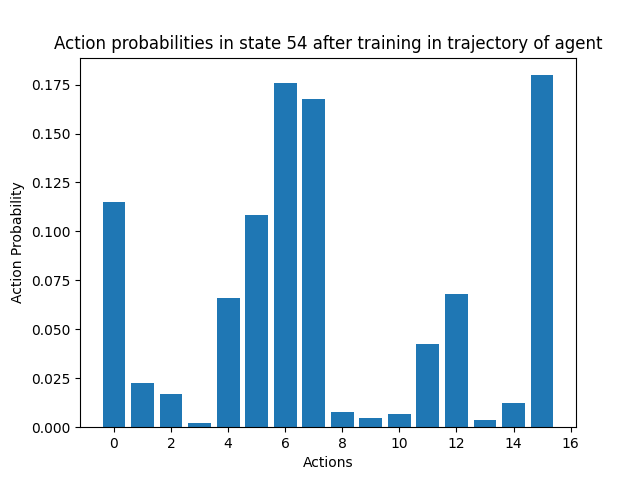 Action probabilities in state 54 after training in trajectory of agent
0.175
0.150
0.125
0.100
0.075
0.050
0.025
0.000
Action Probability
0 2 4 6 8 10 12 14 16
Actions